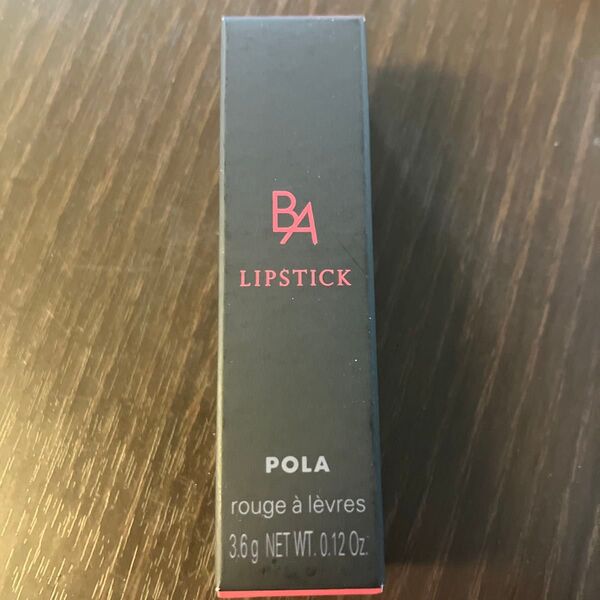 BA
LIPSTICK
POLA
rouge à lèvres
3.6g NET WT. 0.12 Oz.